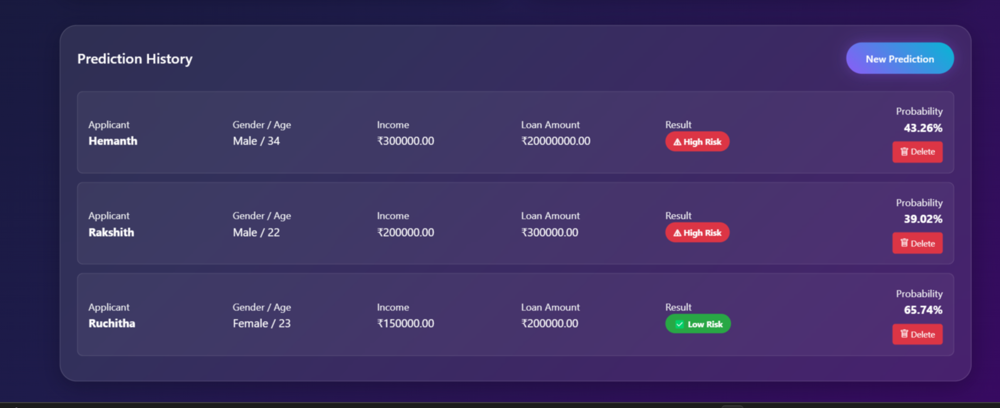 Prediction History
New Prediction
Applicant
Hemanth
Gender / Age
Male / 34
Income
₹300000.00
Loan Amount
₹20000000.00
Result
⚠ High Risk
Probability
43.26%
🗑 Delete
Applicant
Rakshith
Gender / Age
Male / 22
Income
₹200000.00
Loan Amount
₹300000.00
Result
⚠ High Risk
Probability
39.02%
🗑 Delete
Applicant
Ruchitha
Gender / Age
Female / 23
Income
₹150000.00
Loan Amount
₹200000.00
Result
✅ Low Risk
Probability
65.74%
🗑 Delete